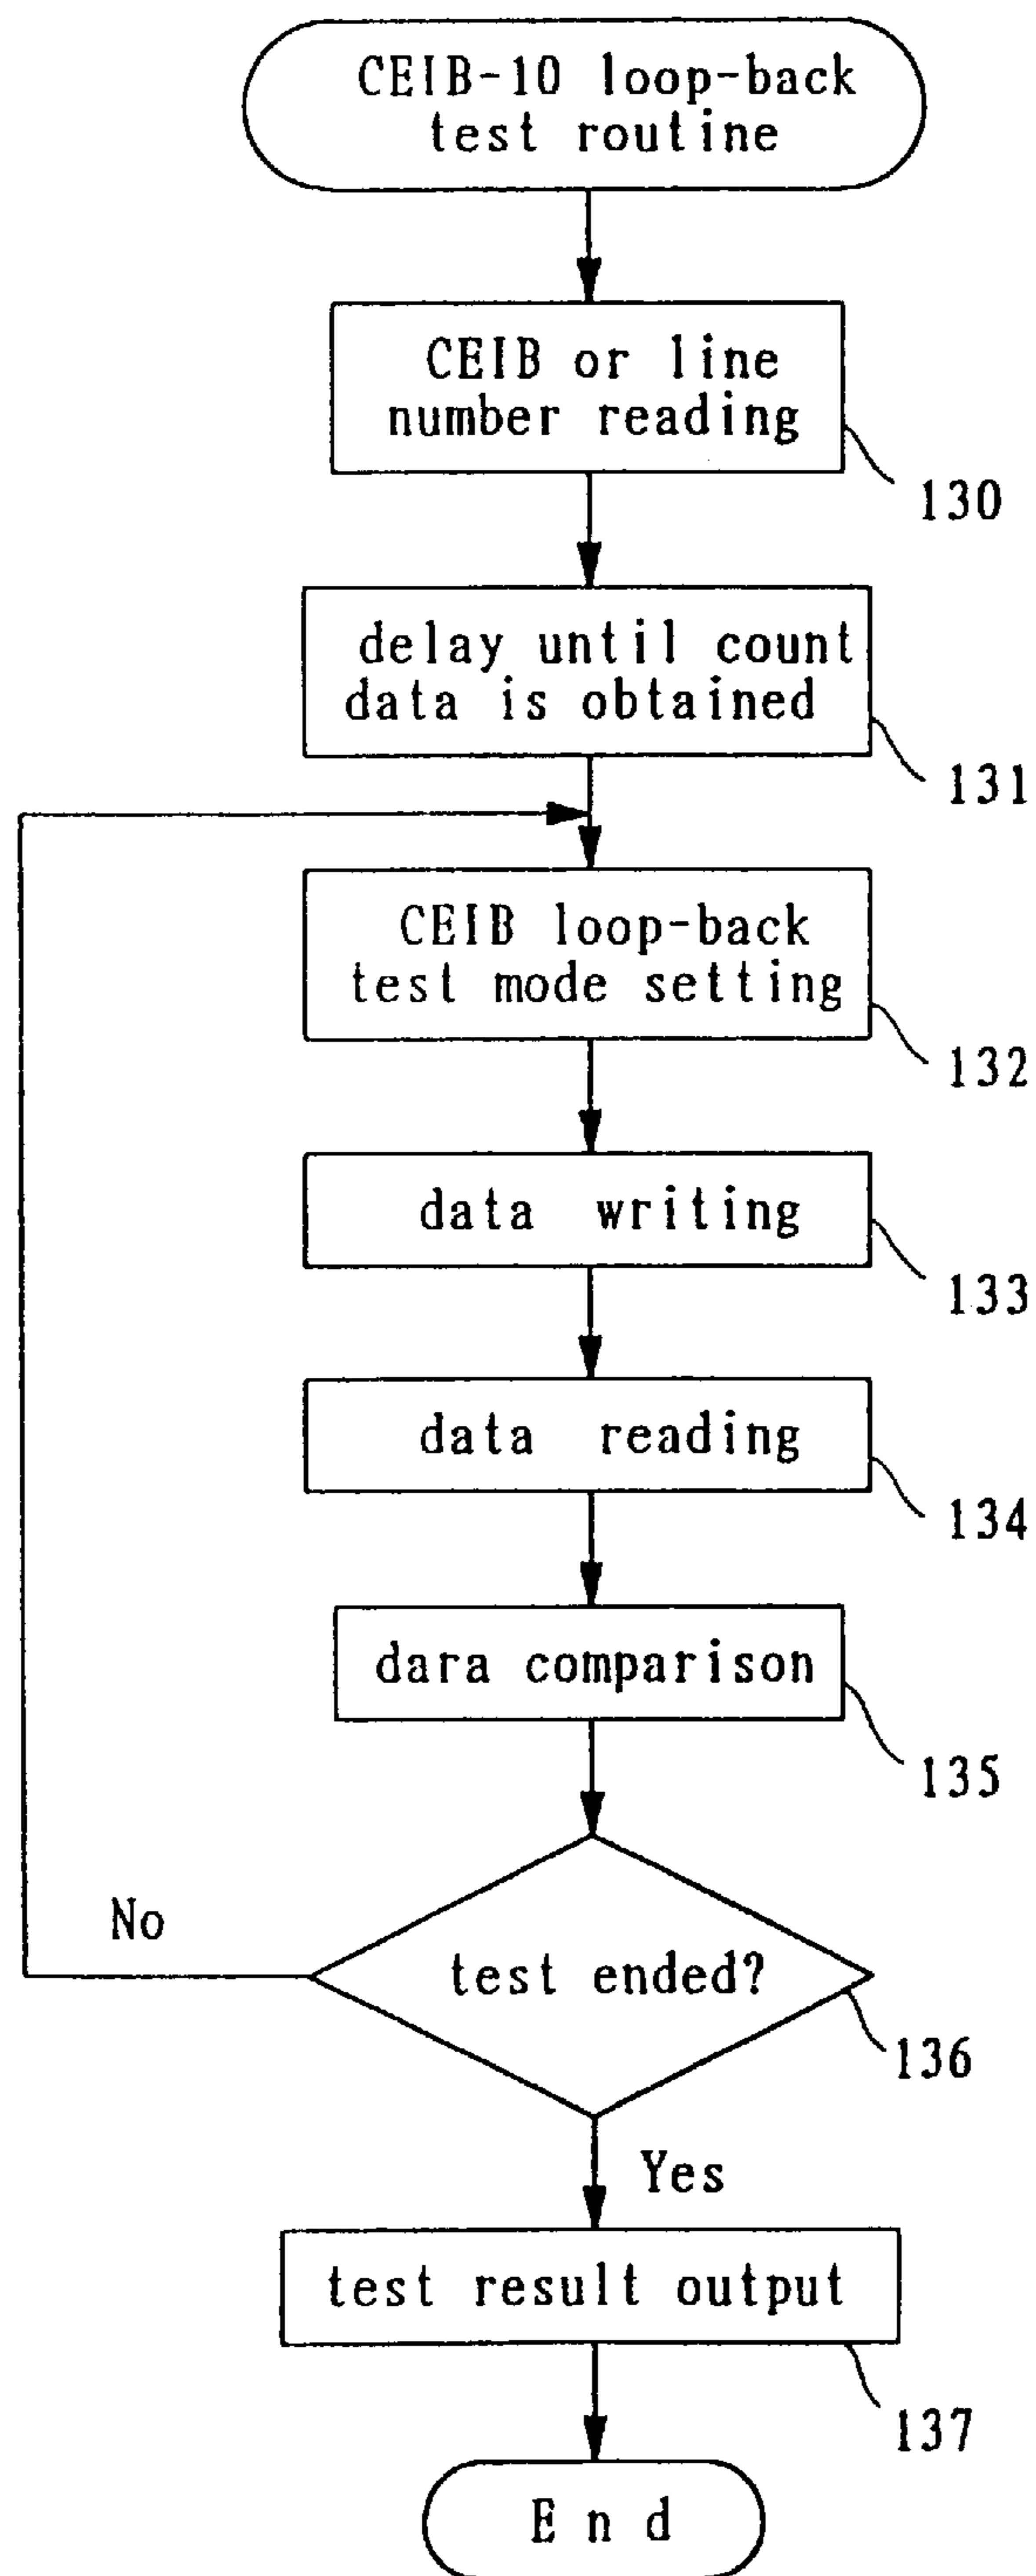 CEIB-10 loop-back
test routine
CEIB or line
number reading
130
delay until count
data is obtained
131
CEIB loop-back
test mode setting
132
data writing
133
data reading
134
dara comparison
135
No
test ended?
136
Yes
test result output
137
End